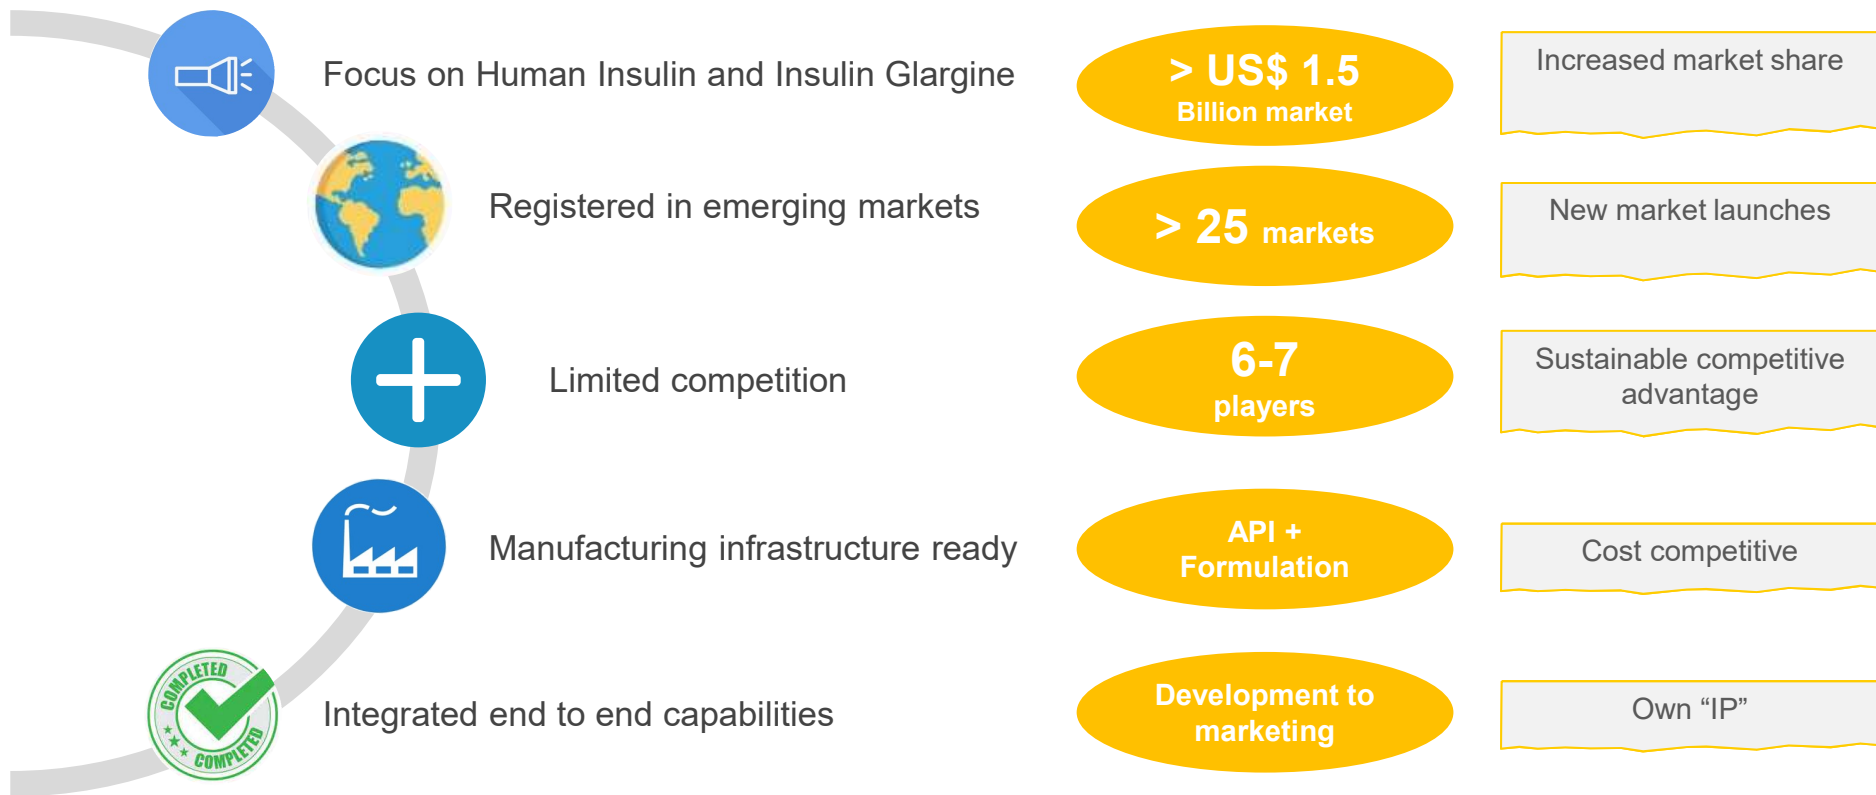 Focus on Human Insulin and Insulin Glargine
> US$ 1.5
Billion market
Increased market share
Registered in emerging markets
> 25 markets
New market launches
Limited competition
6-7
players
Sustainable competitive
advantage
Manufacturing infrastructure ready
API +
Formulation
Cost competitive
COMPLETED
COMPLETED
Integrated end to end capabilities
Development to
marketing
Own “IP”